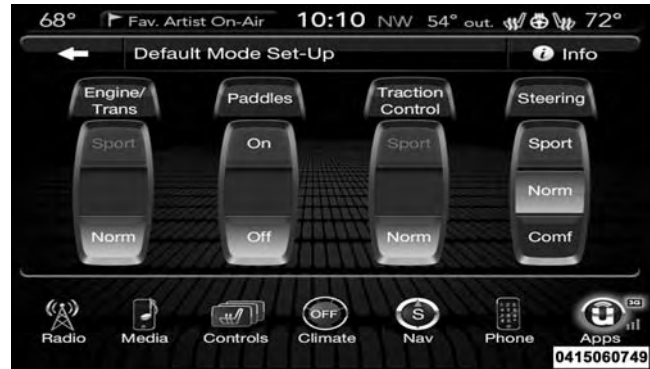 68° Fav. Artist On-Air 10:10 NW 54° out. 72°
Default Mode Set-Up Info
Engine/
Trans
Paddles
Traction
Control
Steering
Sport On Sport Sport
Norm
Norm Off Norm Comf
OFF S 3G
Radio Media Controls Climate Nav Phone Apps
0415060749